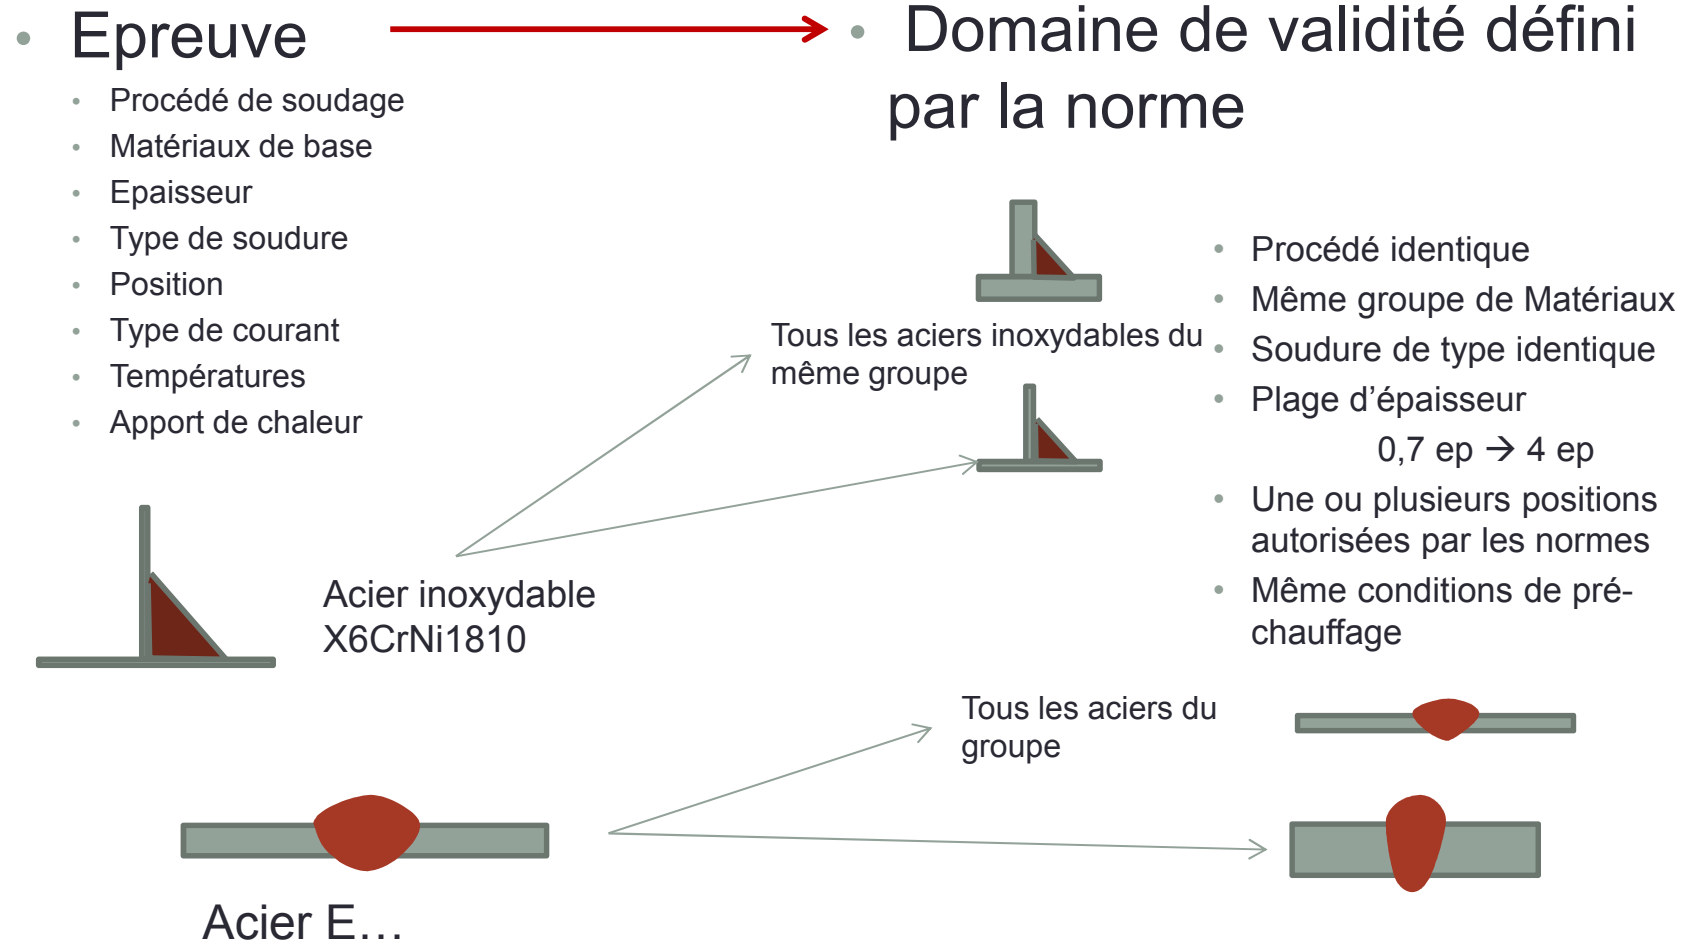 • Epreuve
• Procédé de soudage
• Matériaux de base
• Epaisseur
• Type de soudure
• Position
• Type de courant
• Températures
• Apport de chaleur
Acier inoxydable
X6CrNi1810
Acier E…
• Domaine de validité défini
par la norme
Tous les aciers inoxydables du
même groupe
• Procédé identique
• Même groupe de Matériaux
• Soudure de type identique
• Plage d’épaisseur
0,7 ep → 4 ep
• Une ou plusieurs positions
autorisées par les normes
• Même conditions de pré-
chauffage
Tous les aciers du
groupe